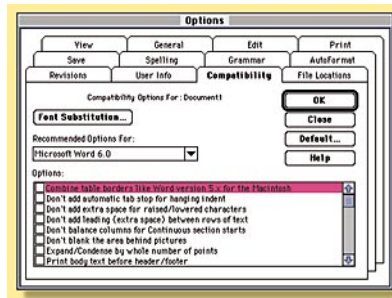 Options
View General Edit Print
Save Spelling Grammar AutoFormat
Revisions User Info Compatibility File Locations
Compatibility Options For: Document1
OK
Font Substitution...
Close
Recommended Options For:
Default...
Microsoft Word 6.0
Help
Options:
Combine table borders like Word version 5.x for the Macintosh
Don't add automatic tab stop for hanging indent
Don't add extra space for raised/lowered characters
Don't add leading (extra space) between rows of text
Don't balance columns for Continuous section starts
Don't blank the area behind pictures
Expand/Condense by whole number of points
Print body text before header/footer